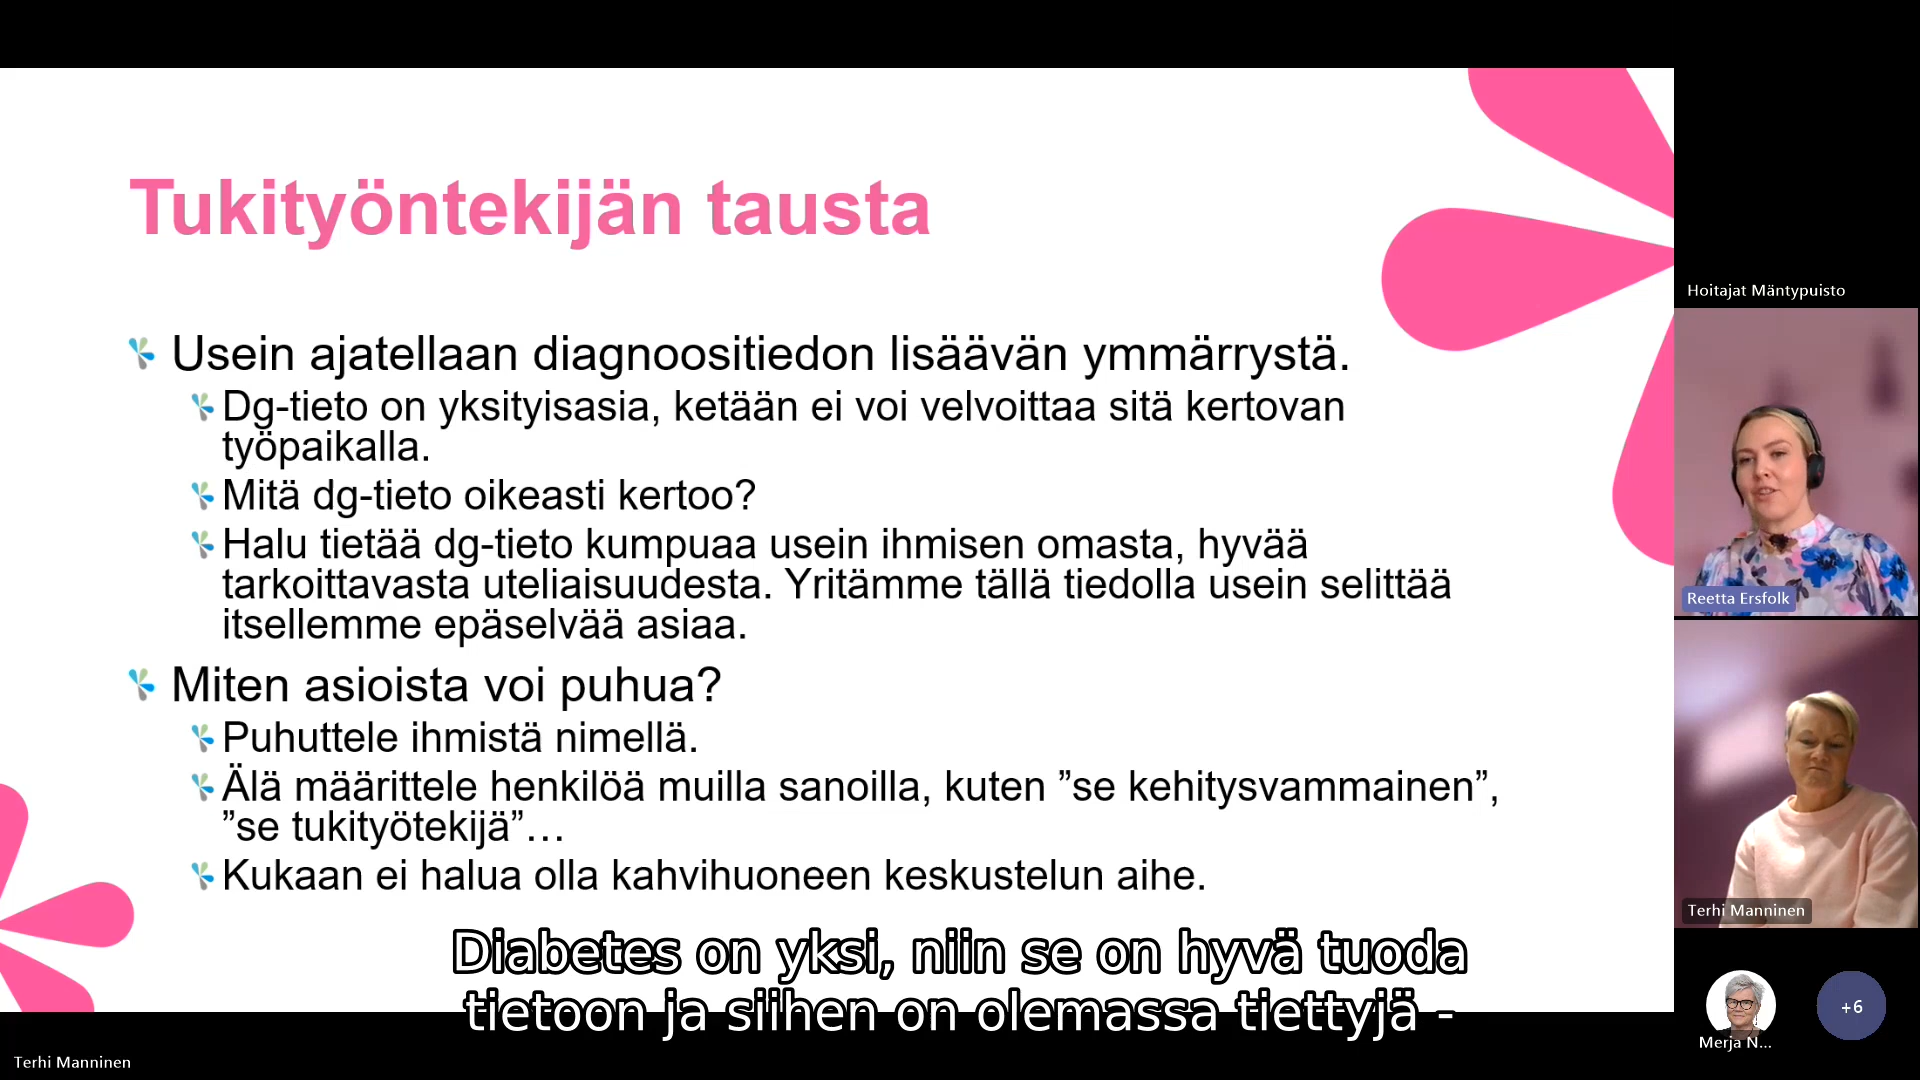 Tukityöntekijän tausta
Usein ajatellaan diagnoositiedon lisäävän ymmärrystä.
Dg-tieto on yksityisasia, ketään ei voi velvoittaa sitä kertovan
työpaikalla.
Mitä dg-tieto oikeasti kertoo?
Halu tietää dg-tieto kumpuaa usein ihmisen omasta, hyvää
tarkoittavasta uteliaisuudesta. Yritämme tällä tiedolla usein selittää
itsellemme epäselvää asiaa.
Miten asioista voi puhua?
Puhuttele ihmistä nimellä.
Älä määrittele henkilöä muilla sanoilla, kuten ”se kehitysvammainen”,
”se tukityötekijä”…
Kukaan ei halua olla kahvihuoneen keskustelun aihe.
Diabetes on yksi, niin se on hyvä tuoda
tietoon ja siihen on olemassa tiettyjä -
Hoitajat Mäntypuisto
Reetta Ersfolk
Terhi Manninen
+6
Merja N...
Terhi Manninen